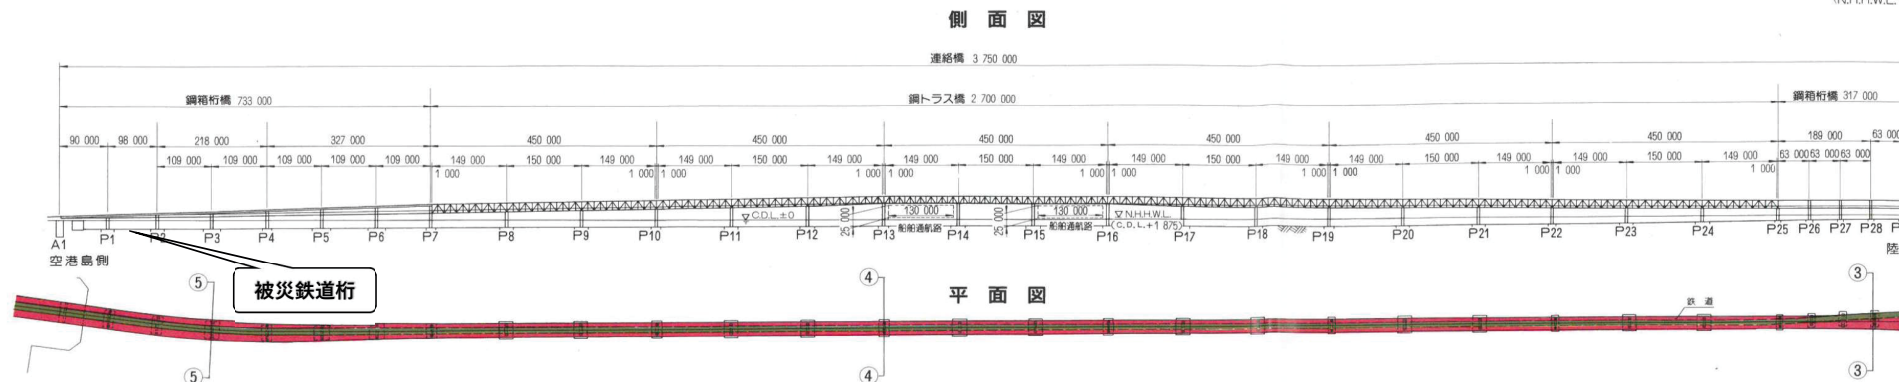 側面図
(N.H.H.W.L.
連絡橋 3 750 000
鋼箱桁橋 733 000 鋼トラス橋 2 700 000 鋼箱桁橋 317 000
90 000 98 000 218 000 327 000 450 000 450 000 450 000 450 000 450 000 450 000 189 000 63 000
109 000 109 000 109 000 109 000 109 000 149 000 150 000 149 000 149 000 150 000 149 000 149 000 150 000 149 000 149 000 150 000 149 000 149 000 150 000 149 000 149 000 150 000 149 000 63 000 63 000 63 000
1 000 1 000 1 000 1 000 1 000 1 000 1 000 1 000 1 000 1 000 1 000 1 000
C.D.L.±0 25 000 130 000 25 000 130 000 N.H.H.W.L.
船舶通航路 船舶通航路 (C.D.L.+1 875)
A1 P1 P2 P3 P4 P5 P6 P7 P8 P9 P10 P11 P12 P13 P14 P15 P16 P17 P18 P19 P20 P21 P22 P23 P24 P25 P26 P27 P28 P
空港島側 陸
被災鉄道桁
平面図
5 4 3
鉄道
5 4 3